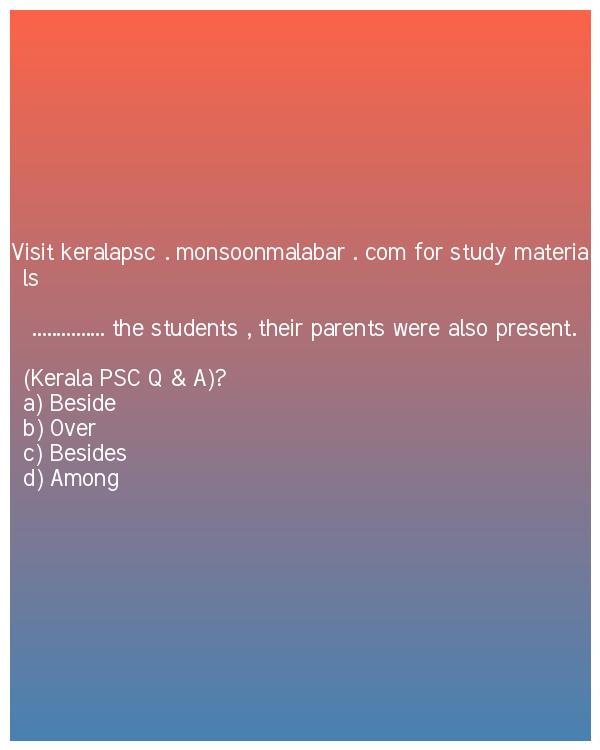 Visit keralapsc . monsoonmalabar . com for study materia
ls
............... the students , their parents were also present.
(Kerala PSC Q & A)?
a) Beside
b) Over
c) Besides
d) Among